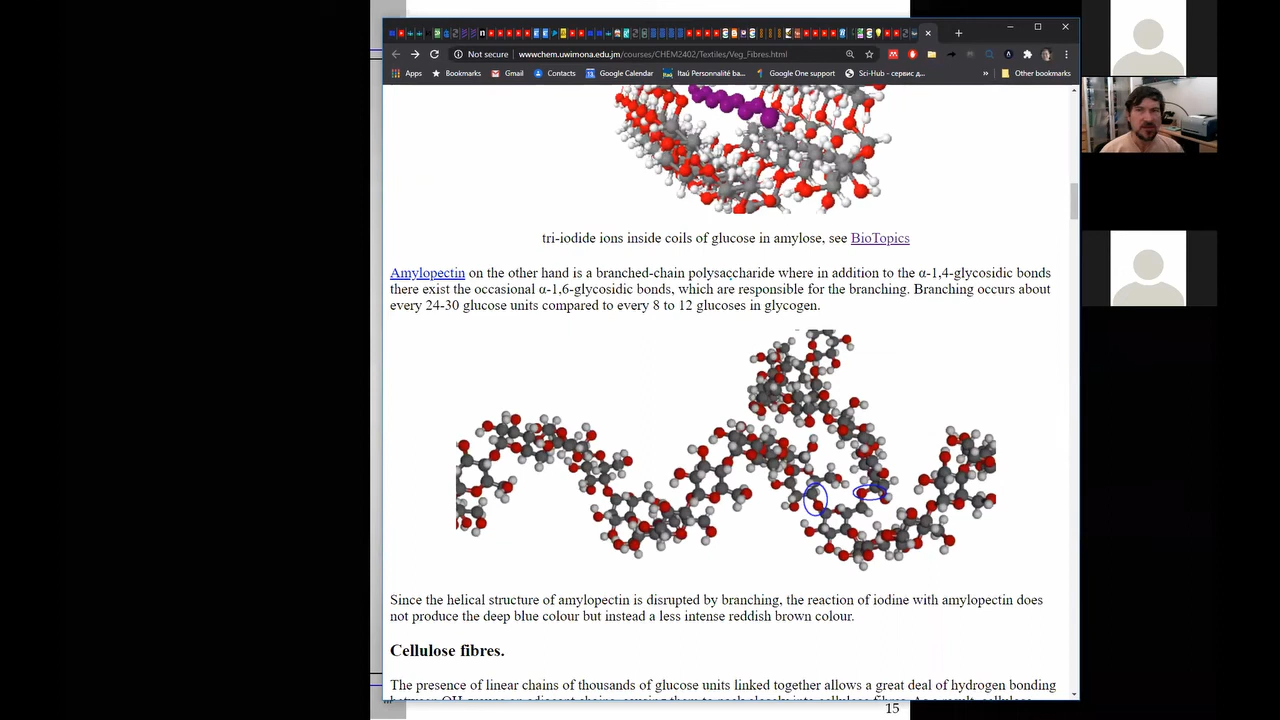 Not secure | wwwchem.uwimona.edu.jm/courses/CHEM2402/Textiles/Veg_Fibres.html
Apps Bookmarks Gmail Contacts Google Calendar Itaú Personnalité ba... Google One support Sci-Hub - сервис д... » Other bookmarks
tri-iodide ions inside coils of glucose in amylose, see BioTopics
Amylopectin on the other hand is a branched-chain polysaccharide where in addition to the α-1,4-glycosidic bonds
there exist the occasional α-1,6-glycosidic bonds, which are responsible for the branching. Branching occurs about
every 24-30 glucose units compared to every 8 to 12 glucoses in glycogen.
Since the helical structure of amylopectin is disrupted by branching, the reaction of iodine with amylopectin does
not produce the deep blue colour but instead a less intense reddish brown colour.
Cellulose fibres.
The presence of linear chains of thousands of glucose units linked together allows a great deal of hydrogen bonding
15